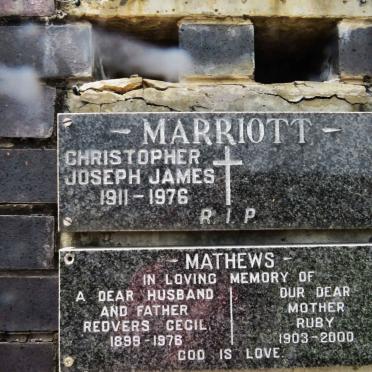 - MARRIOTT -
CHRISTOPHER
JOSEPH JAMES
1911 - 1976
R I P
- MATHEWS -
IN LOVING MEMORY OF
A DEAR HUSBAND
AND FATHER
REDVERS CECIL
1899-1976
OUR DEAR
MOTHER
RUBY
1903-2000
GOD IS LOVE.